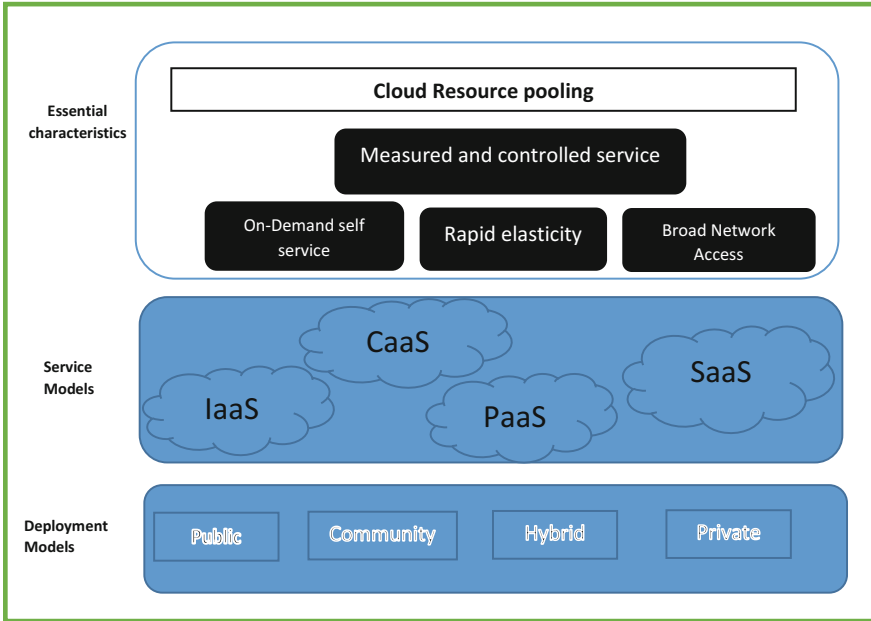 Essential
characteristics
Cloud Resource pooling
Measured and controlled service
On-Demand self
service
Rapid elasticity
Broad Network
Access
Service
Models
CaaS
SaaS
IaaS
PaaS
Deployment
Models
Public
Community
Hybrid
Private